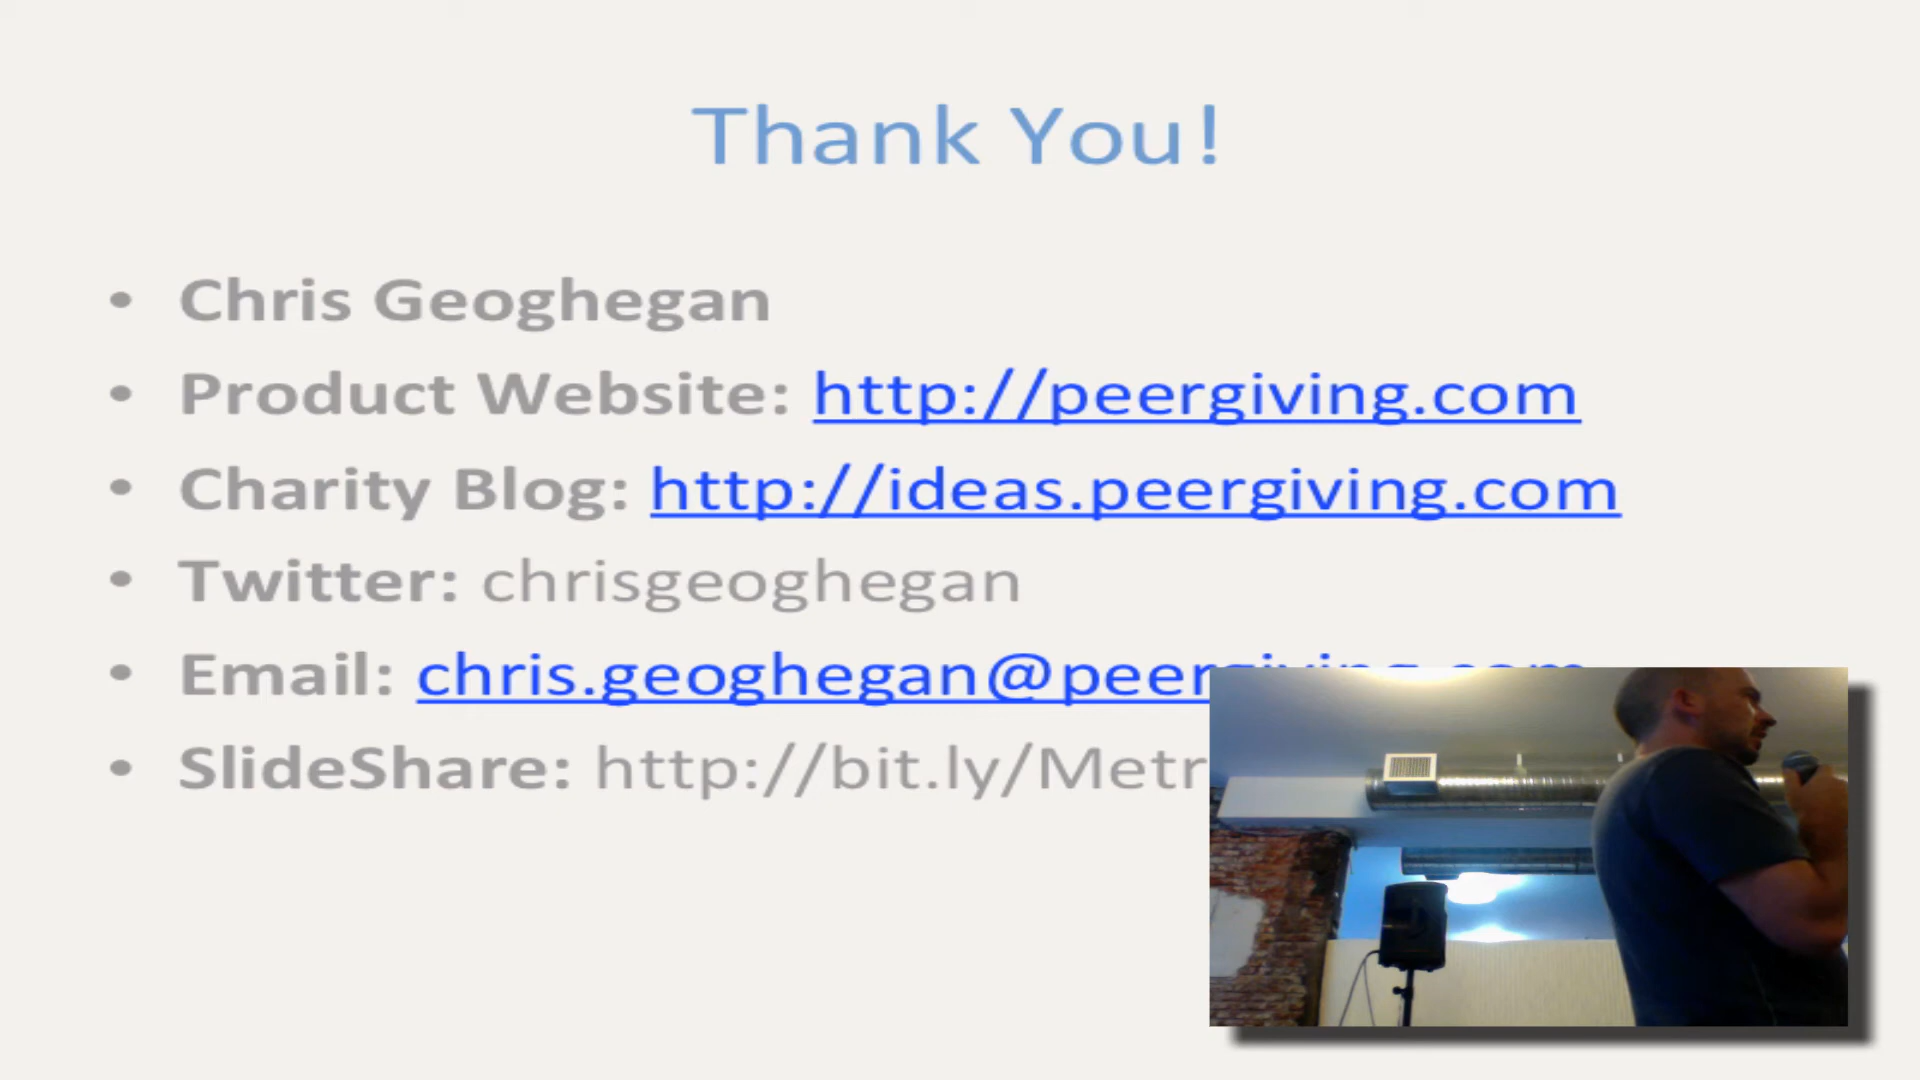 Thank You!
• Chris Geoghegan
• Product Website: http://peergiving.com
• Charity Blog: http://ideas.peergiving.com
• Twitter: chrisgeoghegan
• Email: chris.geoghegan@peergiving.com
• SlideShare: http://bit.ly/Metr